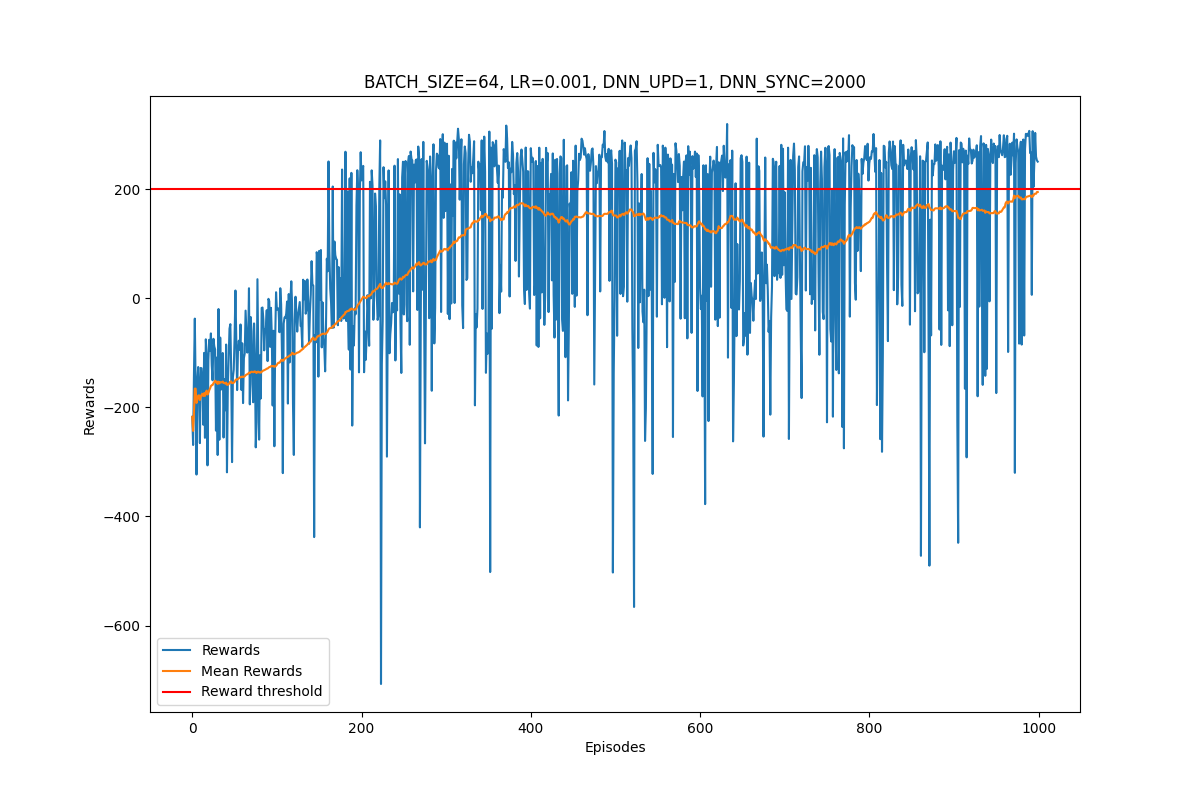 BATCH_SIZE=64, LR=0.001, DNN_UPD=1, DNN_SYNC=2000
200
0
−200
−400
−600
Rewards
Rewards
Mean Rewards
Reward threshold
0
200
400
600
800
1000
Episodes